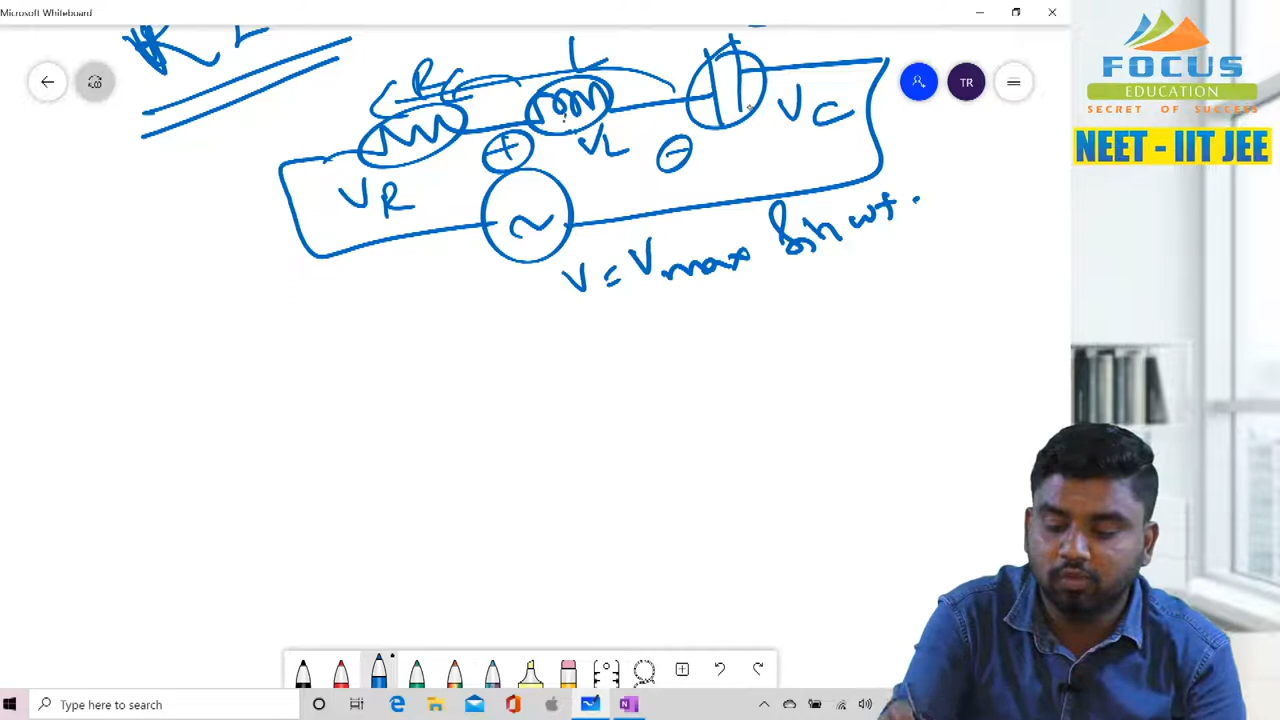 Microsoft Whiteboard
R L
R
L
VR
+
VL
-
VC
~
V = Vmax Sin ωt .
TR
FOCUS
EDUCATION
SECRET OF SUCCESS
NEET - IIT JEE
Type here to search